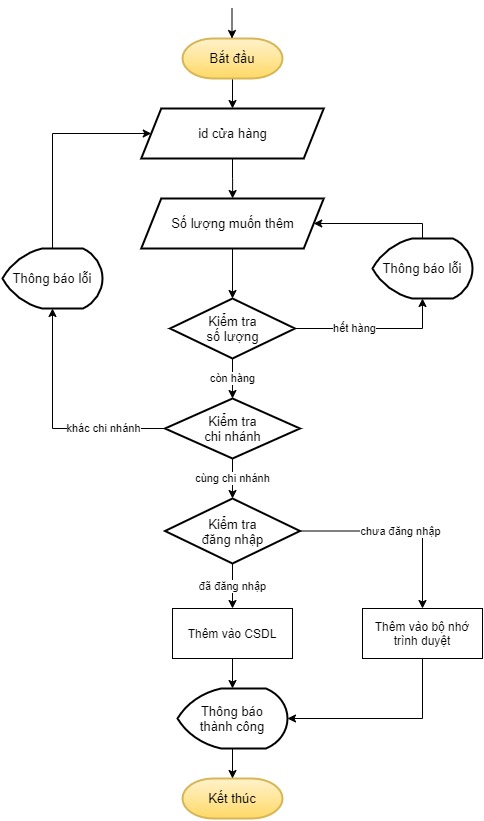 Bắt đầu
id cửa hàng
Số lượng muốn thêm
Thông báo lỗi
Thông báo lỗi
Kiểm tra
số lượng
hết hàng
còn hàng
Kiểm tra
chi nhánh
khác chi nhánh
cùng chi nhánh
Kiểm tra
đăng nhập
chưa đăng nhập
đã đăng nhập
Thêm vào CSDL
Thêm vào bộ nhớ
trình duyệt
Thông báo
thành công
Kết thúc